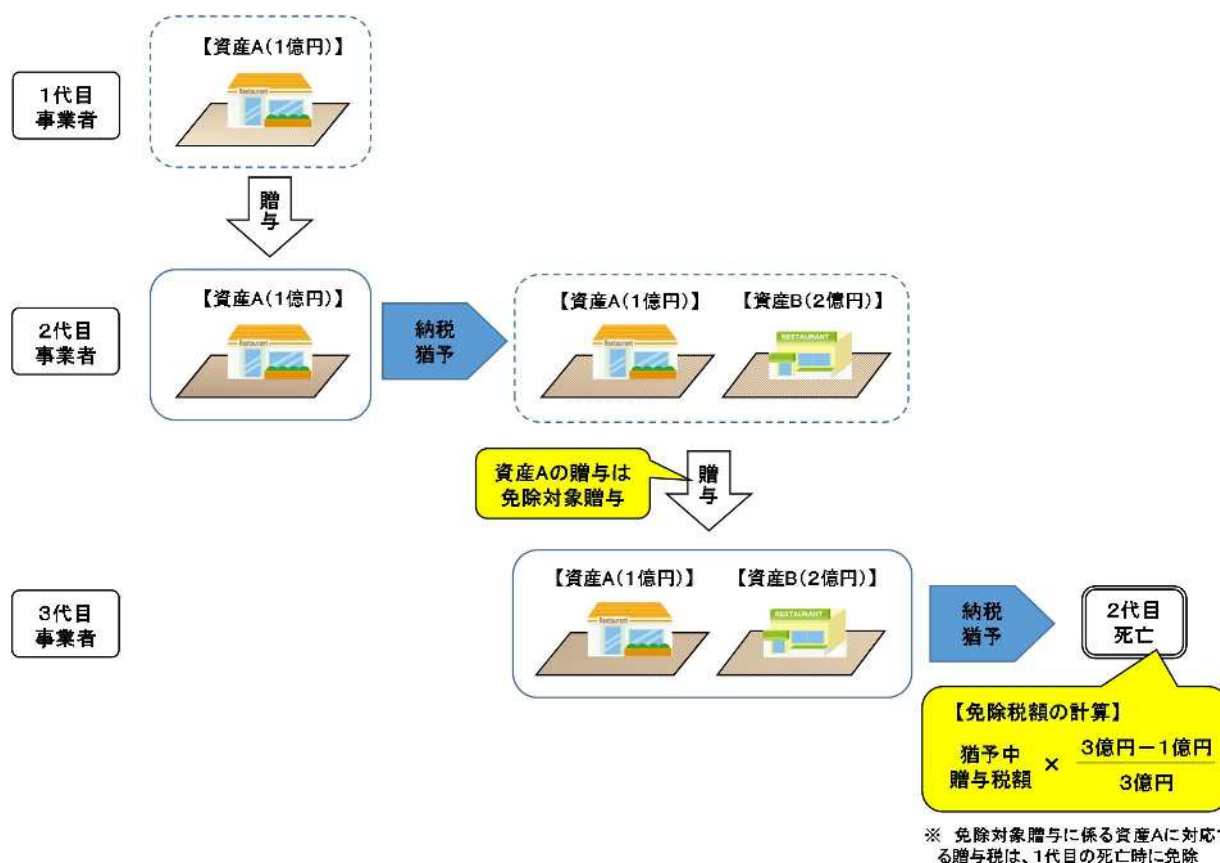 【資産A(1億円)】
Restaurant
1代目
事業者
贈
与
【資産A(1億円)】
Restaurant
2代目
事業者
納税
猶予
【資産A(1億円)】
Restaurant
【資産B(2億円)】
RESTAURANT
資産Aの贈与は
免除対象贈与
贈
与
3代目
事業者
【資産A(1億円)】
Restaurant
【資産B(2億円)】
RESTAURANT
納税
猶予
2代目
死亡
【免除税額の計算】
猶予中
贈与税額
×
3億円－1億円
3億円
※ 免除対象贈与に係る資産Aに対応
る贈与税は、1代目の死亡時に免除